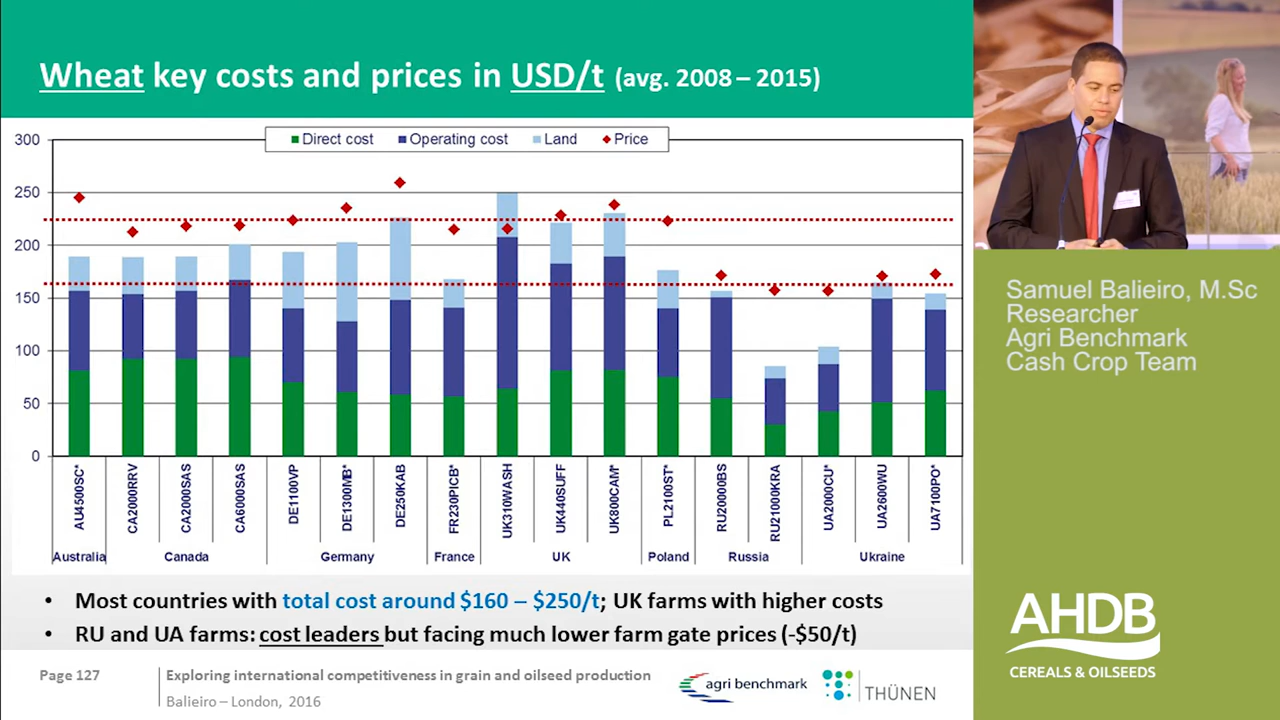 Wheat key costs and prices in USD/t (avg. 2008 – 2015)
Direct cost Operating cost Land Price
300
250
200
150
100
50
0
AU4500SC*
CA2000RRV
CA2000SAS
CA6000SAS
DE1100VP
DE1300MB*
DE250KAB
FR230PICB*
UK310WASH
UK440SUFF
UK800CAM*
PL2100ST*
RU20000BS
RU21000KRA
UA2000CU*
UA2600WU
UA7100PO*
Australia Canada Germany France UK Poland Russia Ukraine
• Most countries with total cost around $160 – $250/t; UK farms with higher costs
• RU and UA farms: cost leaders but facing much lower farm gate prices (-$50/t)
Page 127
Exploring international competitiveness in grain and oilseed production
Balieiro – London, 2016
agri benchmark
THÜNEN
Samuel Balieiro, M.Sc
Researcher
Agri Benchmark
Cash Crop Team
AHDB
CEREALS & OILSEEDS